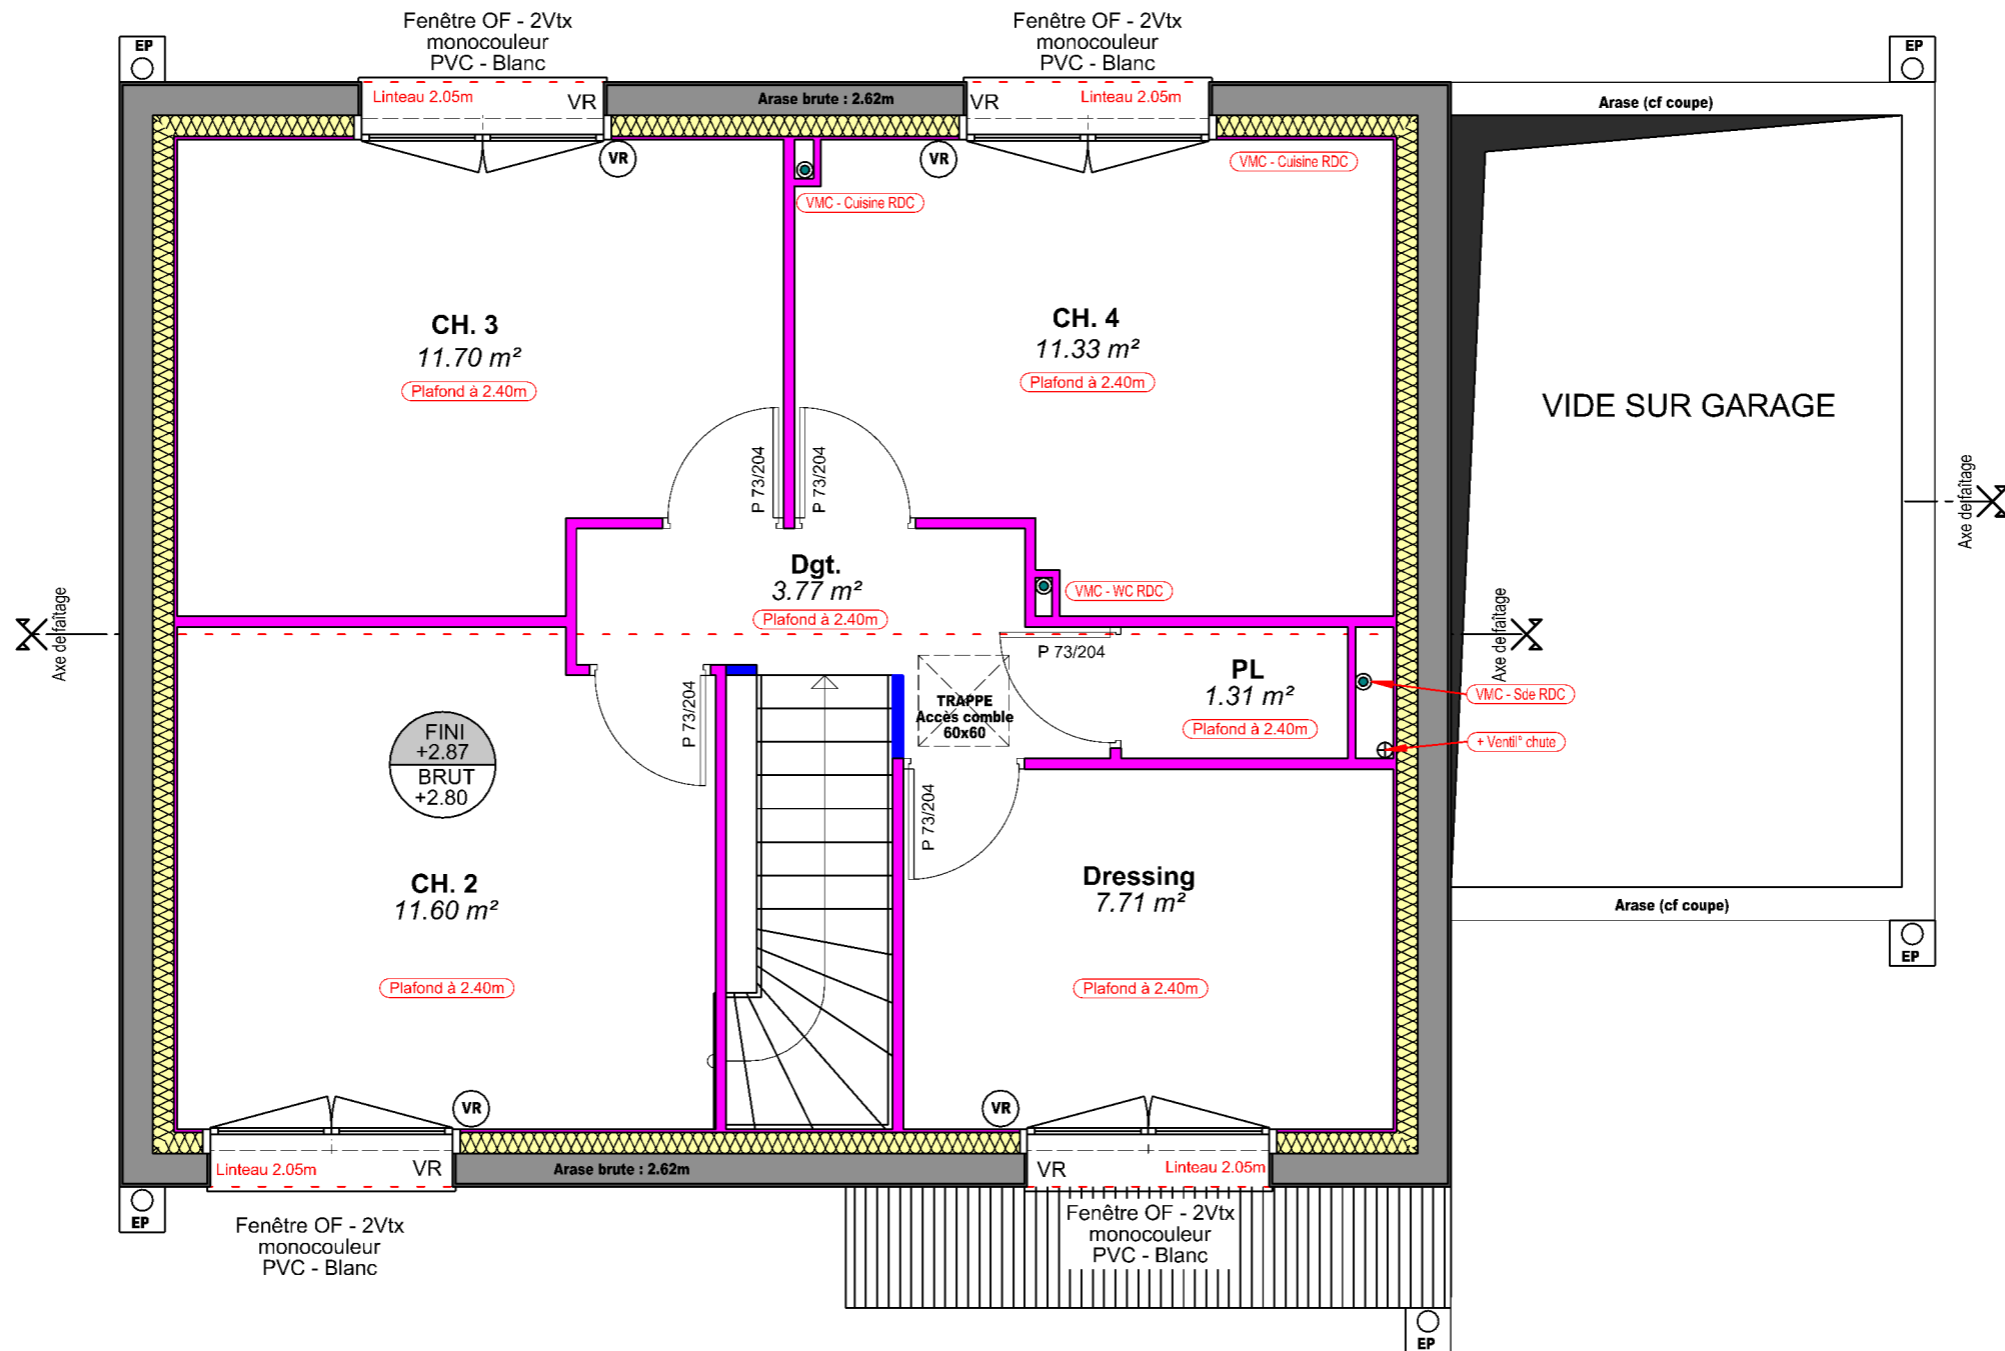 Fenêtre OF - 2Vtx
monocouleur
PVC - Blanc
Fenêtre OF - 2Vtx
monocouleur
PVC - Blanc
EP
EP
Linteau 2.05m
VR
Arase brute : 2.62m
VR
Linteau 2.05m
Arase (cf coupe)
VR
VR
VMC - Cuisine RDC
VMC - Cuisine RDC
CH. 3
11.70 m²
Plafond à 2.40m
CH. 4
11.33 m²
Plafond à 2.40m
VIDE SUR GARAGE
P 73/204
P 73/204
Axe de faîtage
Dgt.
3.77 m²
Plafond à 2.40m
VMC - WC RDC
Axe de faîtage
Axe de faîtage
P 73/204
PL
1.31 m²
Plafond à 2.40m
VMC - Sde RDC
+ Ventil° chute
TRAPPE
Accès comble
60x60
P 73/204
FINI
+2.87
BRUT
+2.80
P 73/204
CH. 2
11.60 m²
Plafond à 2.40m
Dressing
7.71 m²
Plafond à 2.40m
Arase (cf coupe)
EP
VR
VR
Linteau 2.05m
VR
Arase brute : 2.62m
VR
Linteau 2.05m
EP
Fenêtre OF - 2Vtx
monocouleur
PVC - Blanc
Fenêtre OF - 2Vtx
monocouleur
PVC - Blanc
EP